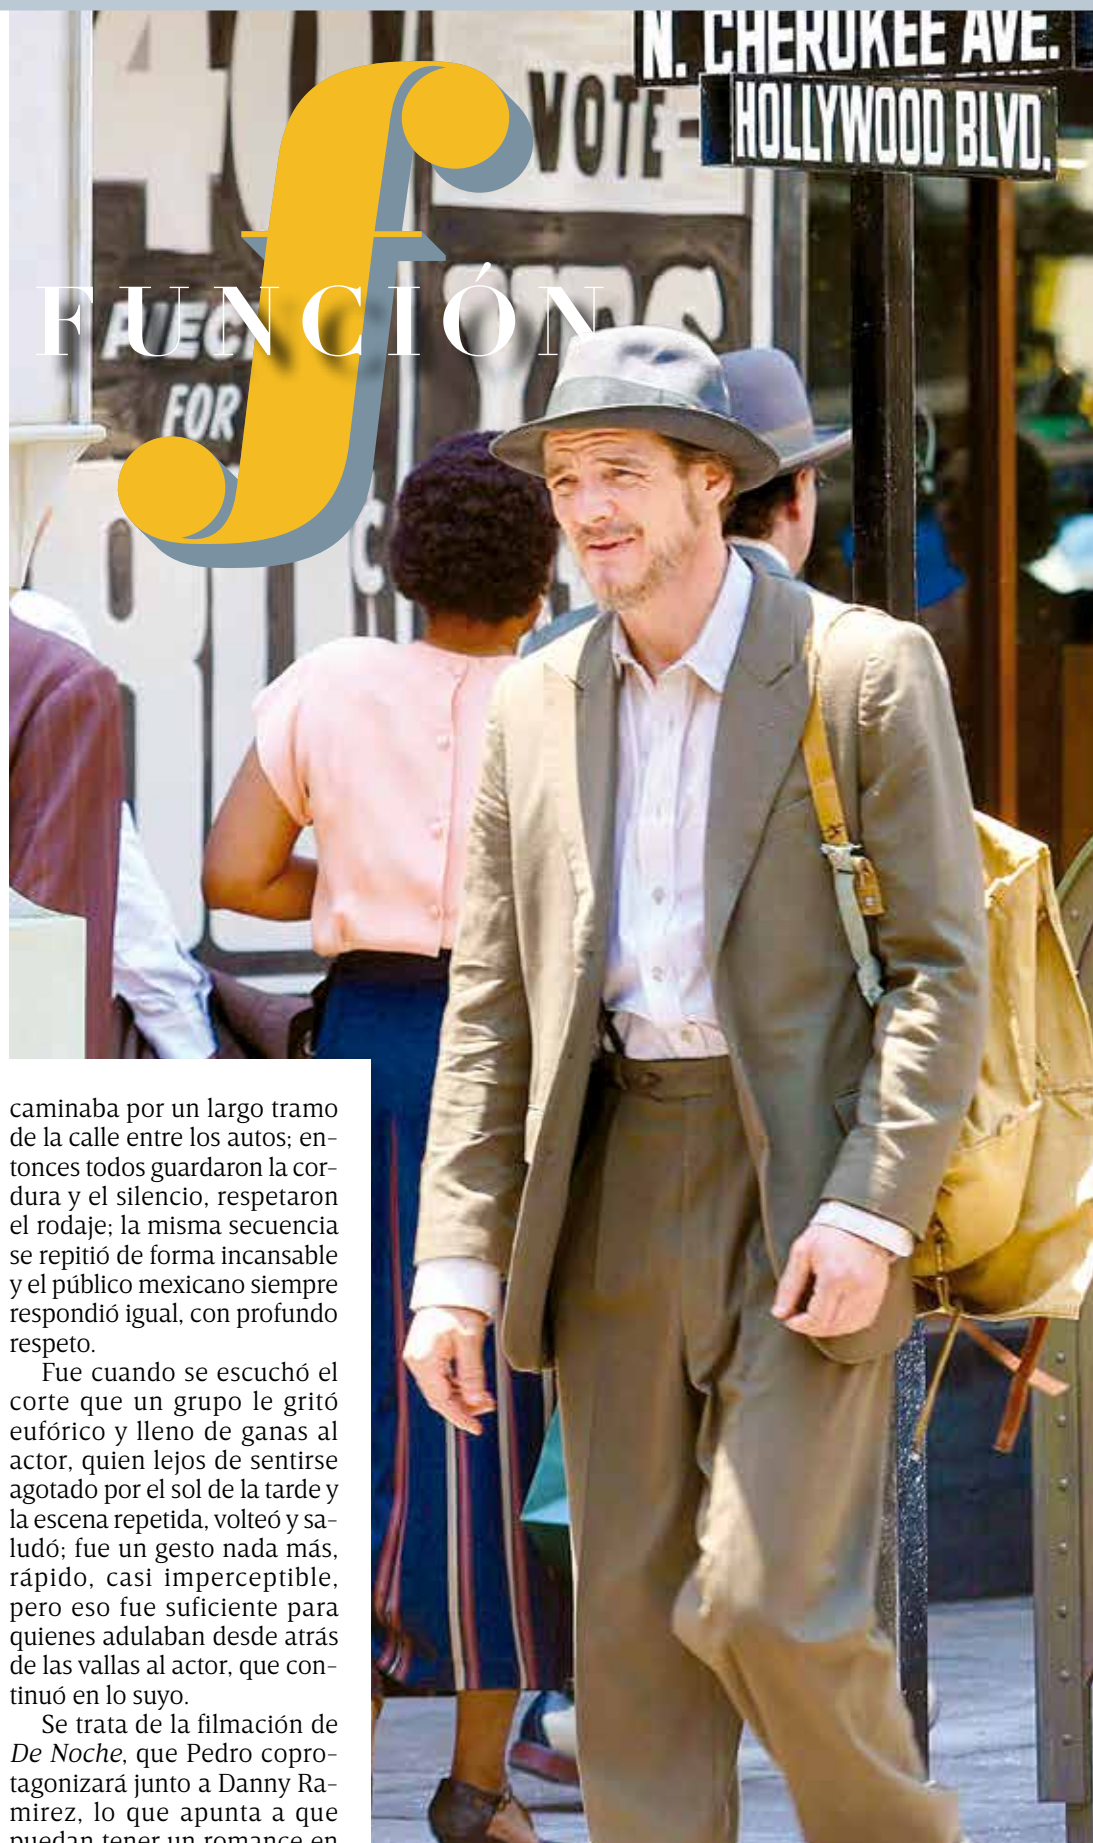 N. CHEROKEE AVE.
HOLLYWOOD BLVD.
40
VOTE
f
FUNCIÓN
FOR
caminaba por un largo tramo
de la calle entre los autos; en-
tonces todos guardaron la cor-
dura y el silencio, respetaron
el rodaje; la misma secuencia
se repitió de forma incansable
y el público mexicano siempre
respondió igual, con profundo
respeto.
Fue cuando se escuchó el
corte que un grupo le gritó
eufórico y lleno de ganas al
actor, quien lejos de sentirse
agotado por el sol de la tarde y
la escena repetida, volteó y sa-
ludó; fue un gesto nada más,
rápido, casi imperceptible,
pero eso fue suficiente para
quienes adulaban desde atrás
de las vallas al actor, que con-
tinuó en lo suyo.
Se trata de la filmación de
De Noche, que Pedro copro-
tagonizará junto a Danny Ra-
mirez, lo que apunta a que
puedan tener un romance en